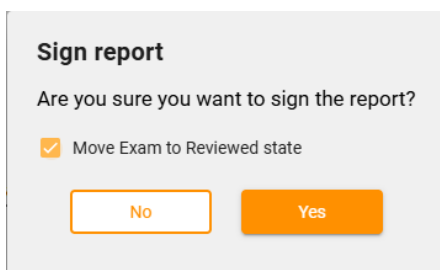 Sign report
Are you sure you want to sign the report?
Move Exam to Reviewed state
No Yes